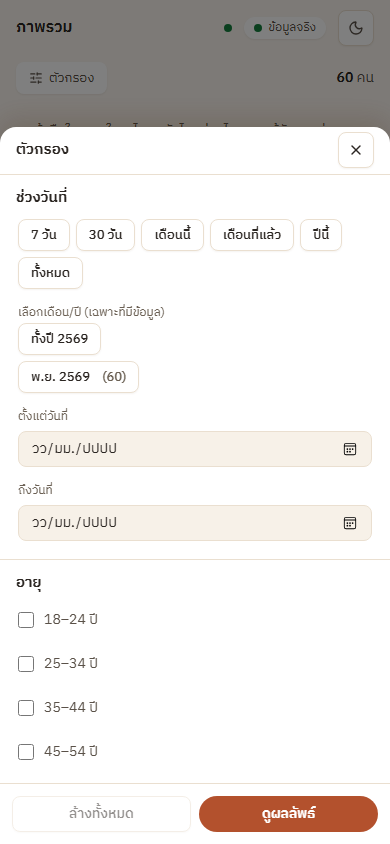 ภาพรวม
ข้อมูลจริง
ตัวกรอง
60 คน
ตัวกรอง
ช่วงวันที่
7 วัน
30 วัน
เดือนนี้
เดือนที่แล้ว
ปีนี้
ทั้งหมด
เลือกเดือน/ปี (เฉพาะที่มีข้อมูล)
ทั้งปี 2569
พ.ย. 2569 (60)
ตั้งแต่วันที่
วว/มม./ปปปป
ถึงวันที่
วว/มม./ปปปป
อายุ
18–24 ปี
25–34 ปี
35–44 ปี
45–54 ปี
ล้างทั้งหมด
ดูผลลัพธ์